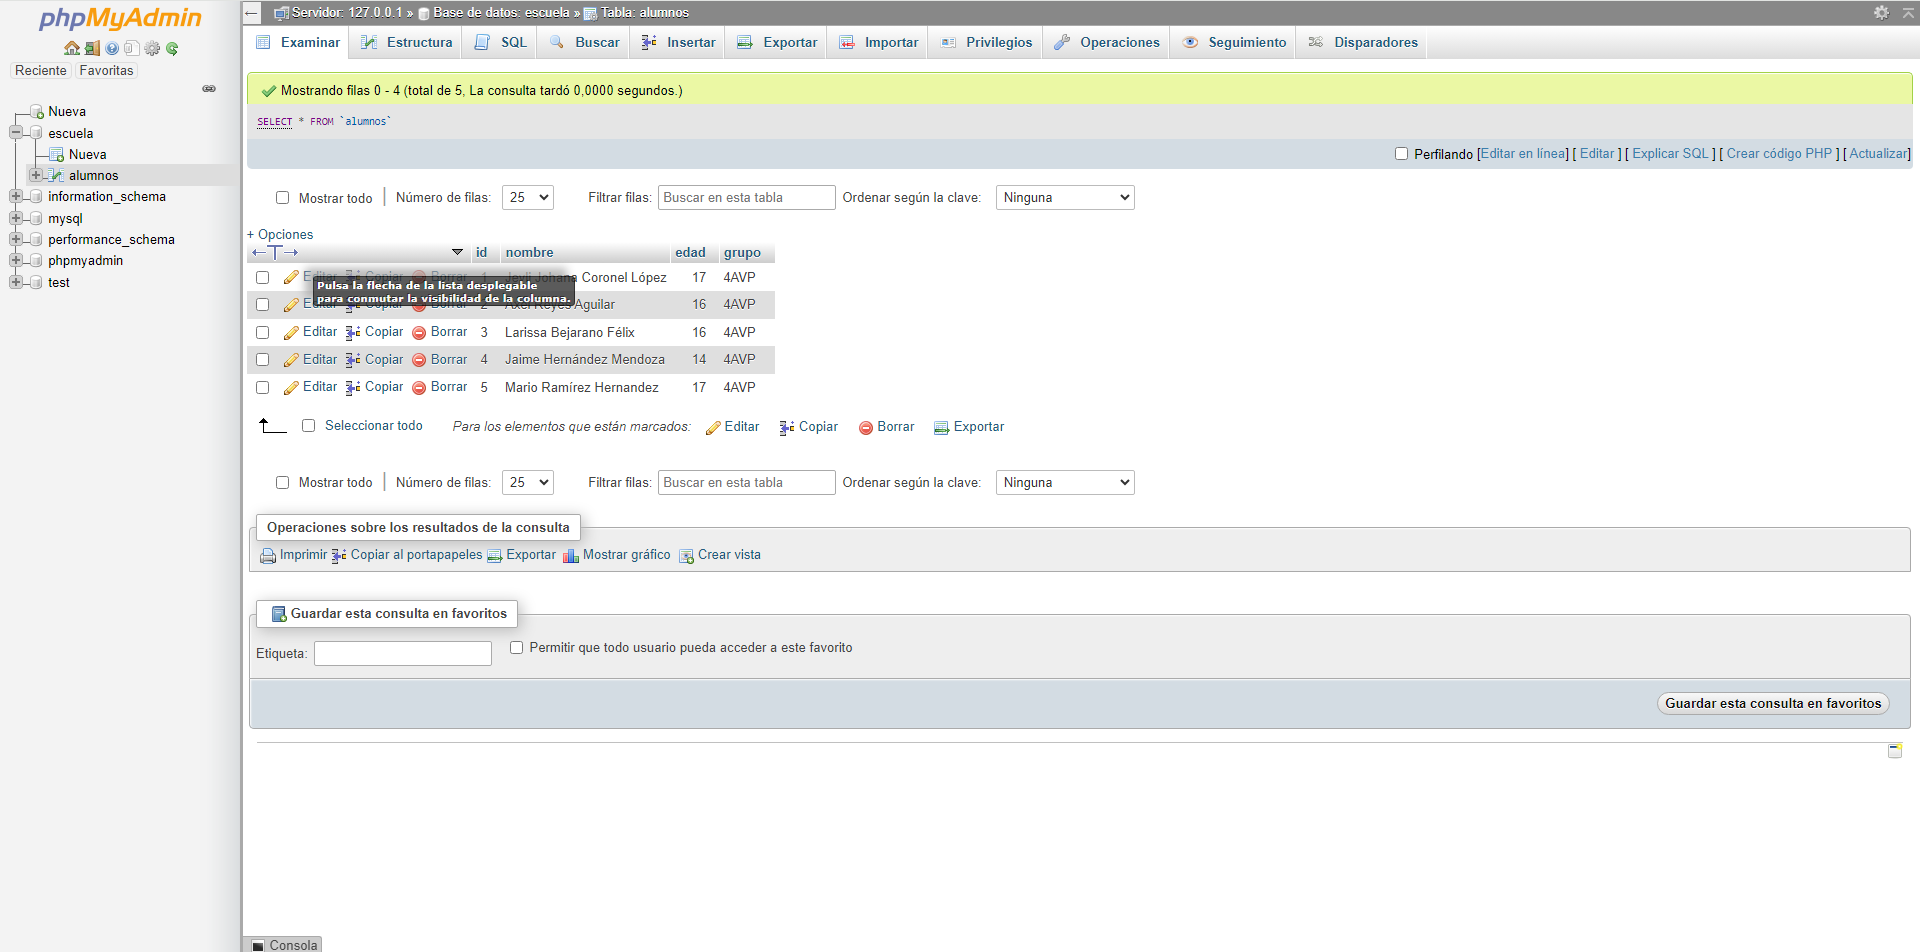 phpMyAdmin
Reciente Favoritas
Nueva
escuela
Nueva
alumnos
information_schema
mysql
performance_schema
phpmyadmin
test
Servidor: 127.0.0.1 » Base de datos: escuela » Tabla: alumnos
Examinar Estructura SQL Buscar Insertar Exportar Importar Privilegios Operaciones Seguimiento Disparadores
Mostrando filas 0 - 4 (total de 5, La consulta tardó 0,0000 segundos.)
SELECT * FROM `alumnos`
Perfilando [Editar en línea] [ Editar ] [ Explicar SQL ] [ Crear código PHP ] [ Actualizar]
Mostrar todo Número de filas: 25 Filtrar filas: Buscar en esta tabla Ordenar según la clave: Ninguna
+ Opciones
←T→ id nombre edad grupo
Editar Copiar Borrar 1 Johana Coronel López 17 4AVP
Pulsa la flecha de la lista desplegable
para conmutar la visibilidad de la columna.
Editar Copiar Borrar 2 Axel Reyes Aguilar 16 4AVP
Editar Copiar Borrar 3 Larissa Bejarano Félix 16 4AVP
Editar Copiar Borrar 4 Jaime Hernández Mendoza 14 4AVP
Editar Copiar Borrar 5 Mario Ramírez Hernandez 17 4AVP
Seleccionar todo Para los elementos que están marcados: Editar Copiar Borrar Exportar
Mostrar todo Número de filas: 25 Filtrar filas: Buscar en esta tabla Ordenar según la clave: Ninguna
Operaciones sobre los resultados de la consulta
Imprimir Copiar al portapapeles Exportar Mostrar gráfico Crear vista
Guardar esta consulta en favoritos
Etiqueta: Permitir que todo usuario pueda acceder a este favorito
Guardar esta consulta en favoritos
Consola